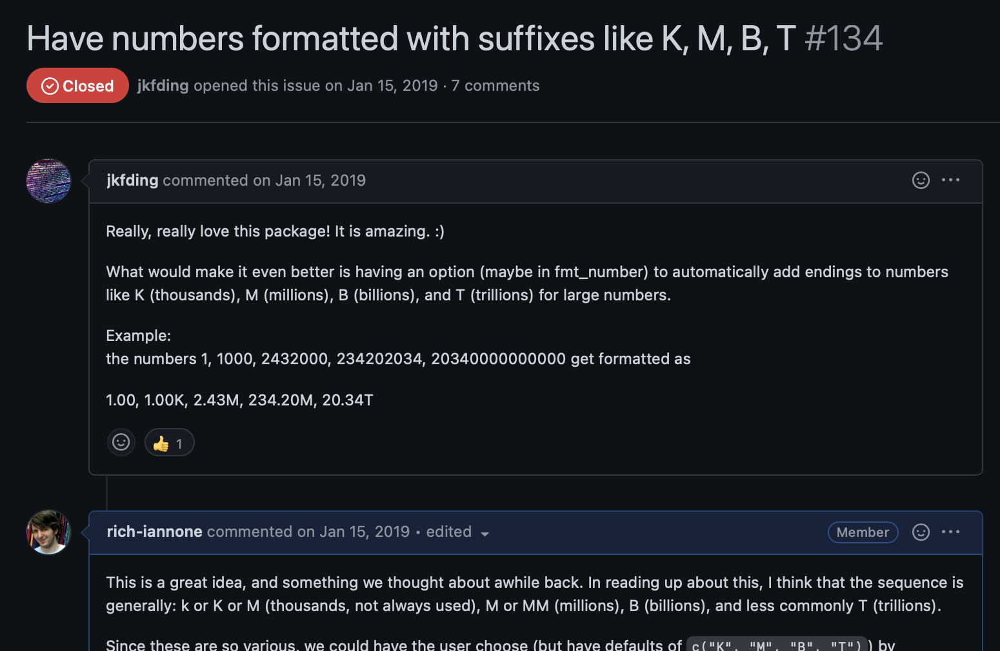 Have numbers formatted with suffixes like K, M, B, T #134
Closed jkfding opened this issue on Jan 15, 2019 · 7 comments
jkfding commented on Jan 15, 2019
Really, really love this package! It is amazing. :)
What would make it even better is having an option (maybe in fmt_number) to automatically add endings to numbers
like K (thousands), M (millions), B (billions), and T (trillions) for large numbers.
Example:
the numbers 1, 1000, 2432000, 234202034, 20340000000000 get formatted as
1.00, 1.00K, 2.43M, 234.20M, 20.34T
👍 1
rich-iannone commented on Jan 15, 2019 • edited Member
This is a great idea, and something we thought about awhile back. In reading up about this, I think that the sequence is
generally: k or K or M (thousands, not always used), M or MM (millions), B (billions), and less commonly T (trillions).
Since these are so various, we could have the user choose (but have defaults of c("K", "M", "B", "T")) by